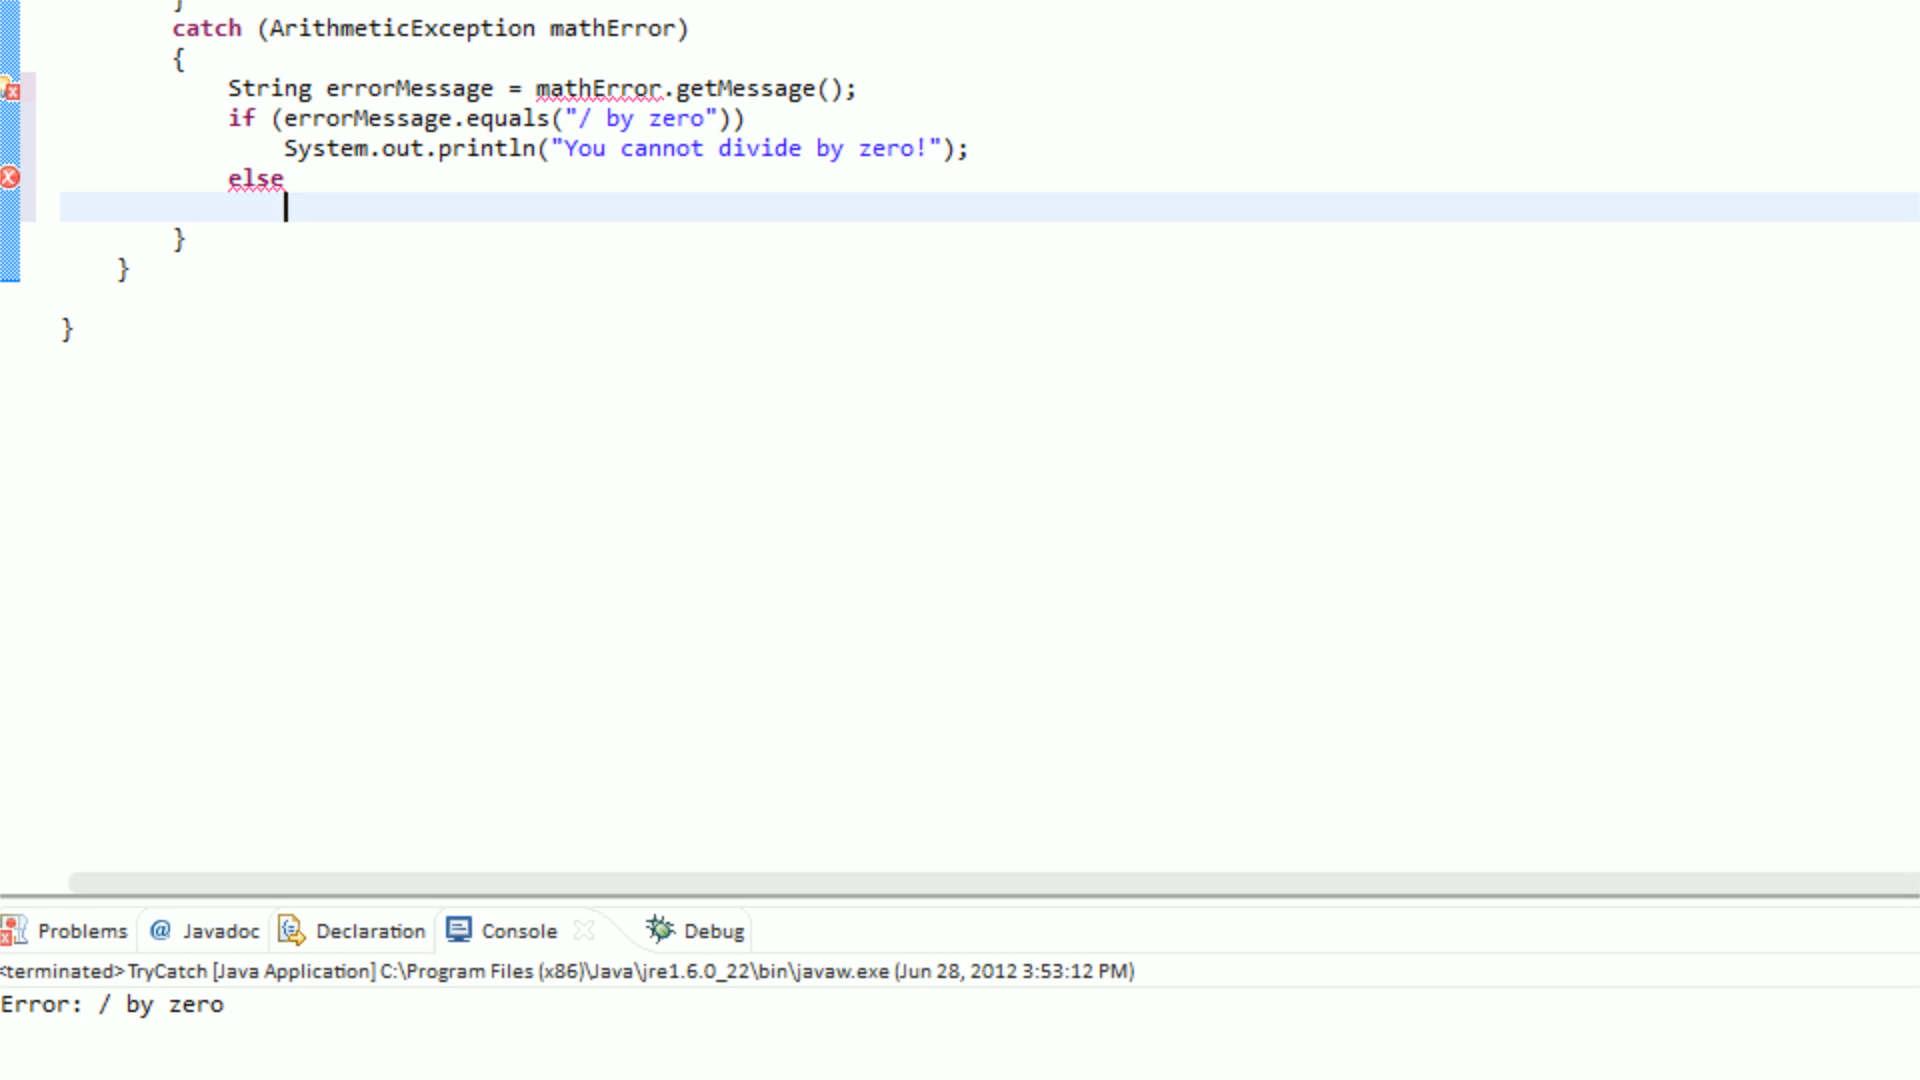 }
catch (ArithmeticException mathError)
{
String errorMessage = mathError.getMessage();
if (errorMessage.equals("/ by zero"))
System.out.println("You cannot divide by zero!");
else
}
}
}
Problems @ Javadoc Declaration Console Debug
<terminated> TryCatch [Java Application] C:\Program Files (x86)\Java\jre1.6.0_22\bin\javaw.exe (Jun 28, 2012 3:53:12 PM)
Error: / by zero